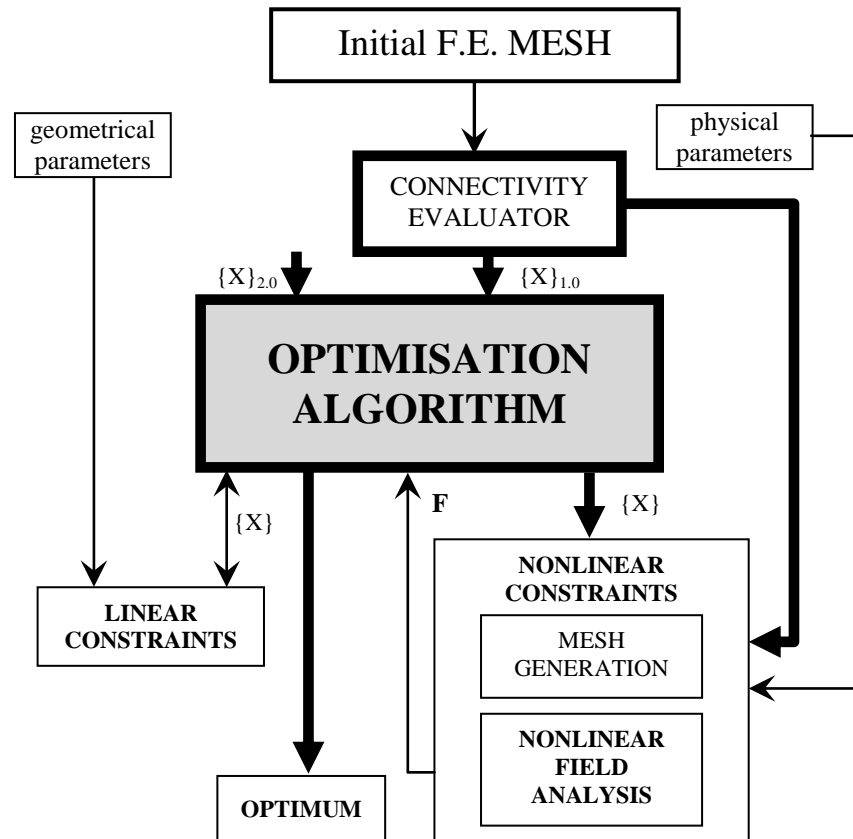 Initial F.E. MESH
geometrical
parameters
physical
parameters
CONNECTIVITY
EVALUATOR
{X}2.0
{X}1.0
OPTIMISATION
ALGORITHM
{X}
F
{X}
LINEAR
CONSTRAINTS
NONLINEAR
CONSTRAINTS
MESH
GENERATION
NONLINEAR
FIELD
ANALYSIS
OPTIMUM